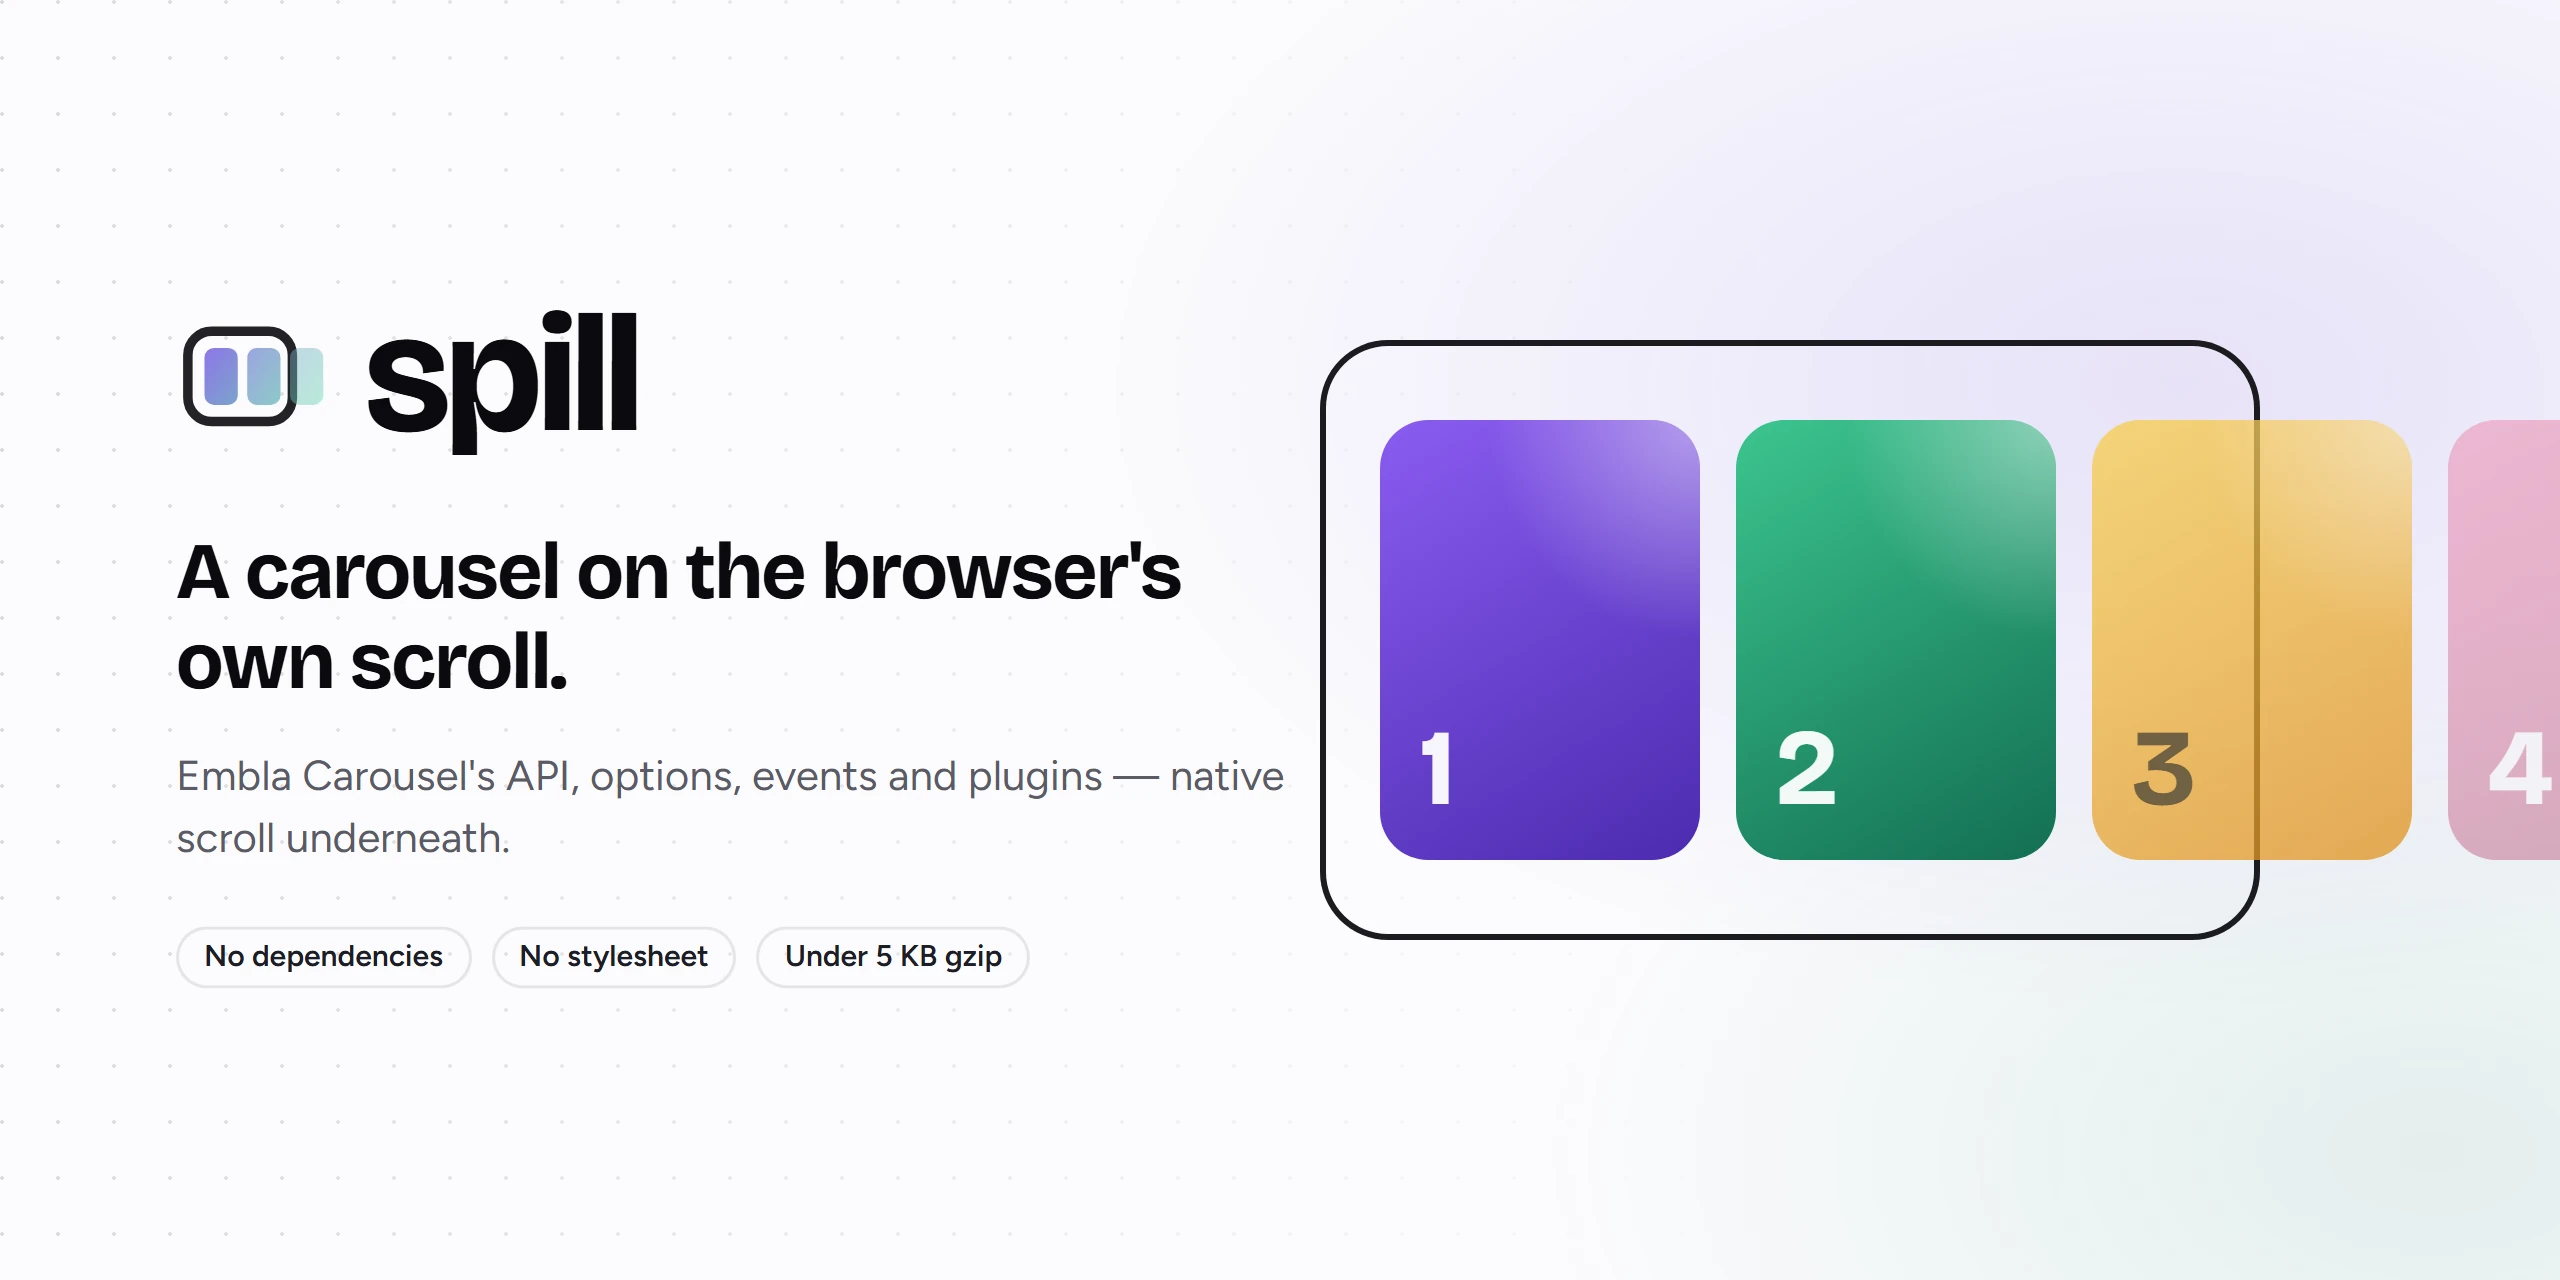 spill
A carousel on the browser's
own scroll.
Embla Carousel's API, options, events and plugins — native
scroll underneath.
No dependencies
No stylesheet
Under 5 KB gzip
1
2
3
4